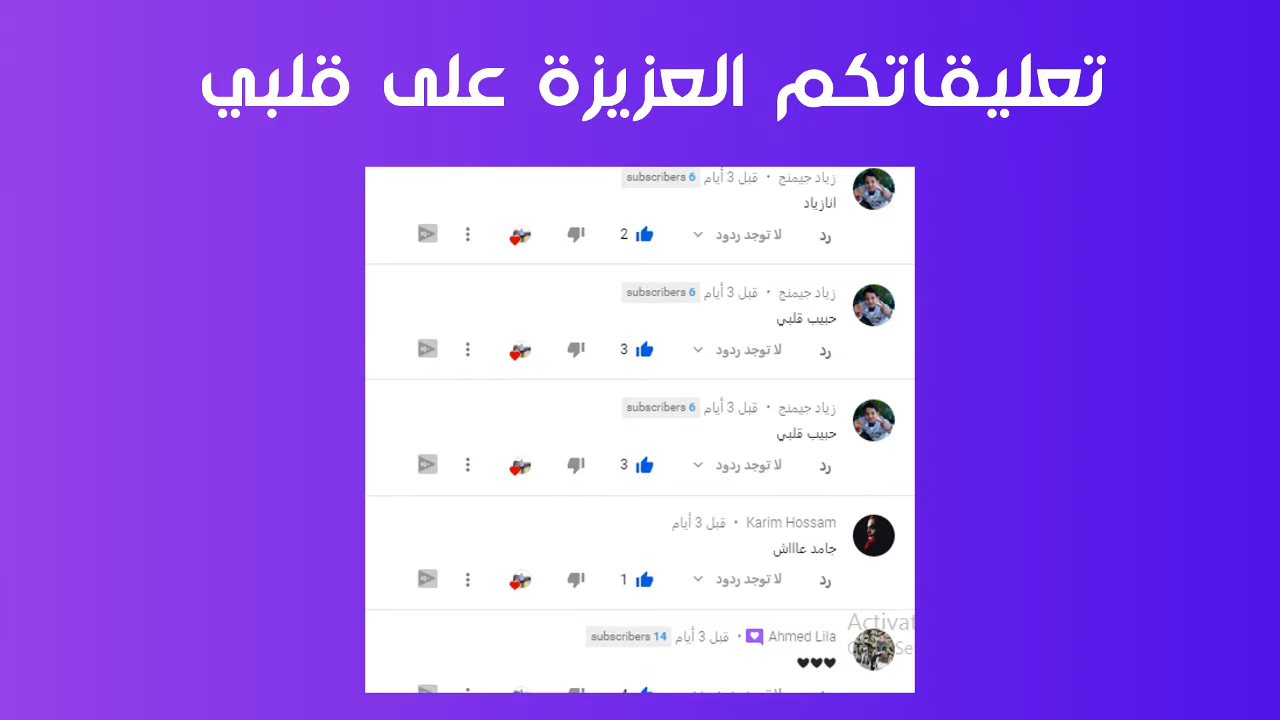 تعليقاتكم العزيزة على قلبي
زياد جيمنج • قبل 3 أيام subscribers 6
انازياد
رد لا توجد ردود 2
زياد جيمنج • قبل 3 أيام subscribers 6
حبيب قلبي
رد لا توجد ردود 3
زياد جيمنج • قبل 3 أيام subscribers 6
حبيب قلبي
رد لا توجد ردود 3
Karim Hossam • قبل 3 أيام
جامد عاااش
رد لا توجد ردود 1
Activat
Ahmed Lila • قبل 3 أيام subscribers 14
🖤🖤🖤